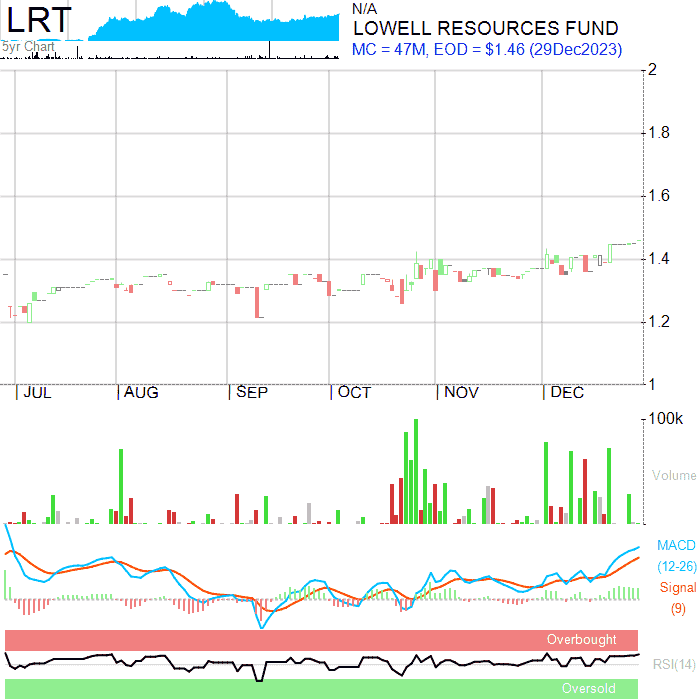 LRT
5yr Chart
N/A
LOWELL RESOURCES FUND
MC = 47M, EOD = $1.46 (29Dec2023)
2
1.8
1.6
1.4
1.2
1
JUL AUG SEP OCT NOV DEC
100k
Volume
MACD
(12-26)
Signal
(9)
Overbought
RSI(14)
Oversold